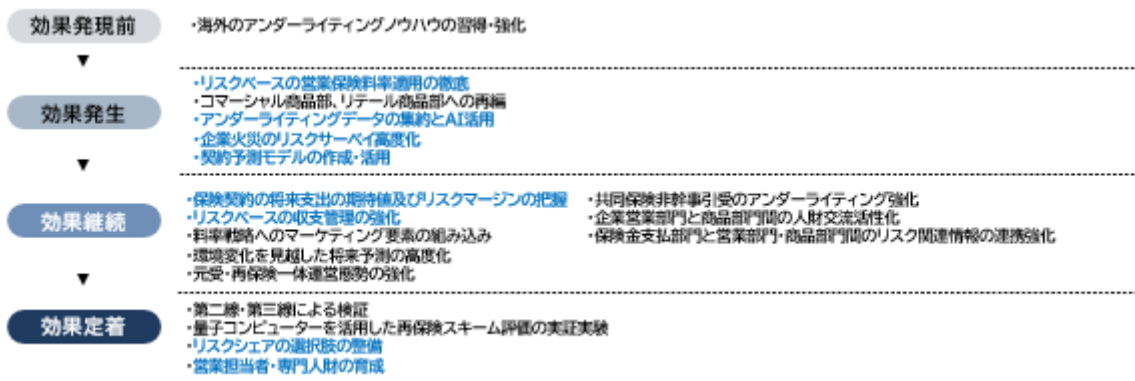 効果発現前
・海外のアンダーライティングノウハウの習得・強化
▼
効果発生
・リスクベースの営業保険料率適用の徹底
・コマーシャル商品部、リテール商品部への再編
・アンダーライティングデータの集約とAI活用
・企業火災のリスクサーベイ高度化
・契約予測モデルの作成・活用
▼
効果継続
・保険契約の将来支出の期待値及びリスクマージンの把握
・リスクベースの収支管理の強化
・料率戦略へのマーケティング要素の組み込み
・環境変化を見越した将来予測の高度化
・元受・再保険一体運営態勢の強化
・共同保険非幹事引受のアンダーライティング強化
・企業営業部門と商品部門間の人財交流活性化
・保険金支払部門と営業部門・商品部門間のリスク関連情報の連携強化
▼
効果定着
・第二線・第三線による検証
・量子コンピューターを活用した再保険スキーム評価の実証実験
・リスクシェアの選択肢の整備
・営業担当者・専門人財の育成